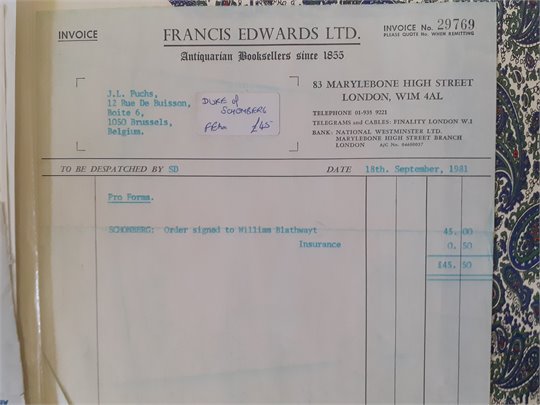 INVOICE
FRANCIS EDWARDS LTD.
Antiquarian Booksellers since 1855
INVOICE No. 29769
PLEASE QUOTE No. WHEN REMITTING
J.L. Fuchs,
12 Rue De Buisson,
Boite 6,
1050 Brussels,
Belgium.
DUKE of
SCHOMBERG
£45
83 MARYLEBONE HIGH STREET
LONDON, W1M 4AL
TELEPHONE 01-935 9221
TELEGRAMS and CABLES: FINALITY LONDON W.1
BANK: NATIONAL WESTMINSTER LTD.
MARYLEBONE HIGH STREET BRANCH
LONDON A/C No. 04600037
TO BE DESPATCHED BY SD
DATE 18th. September, 1981
Pro Forma.
SCHONBERG: Order signed to William Blathwayt 45. 00
Insurance 0. 50
£45. 50